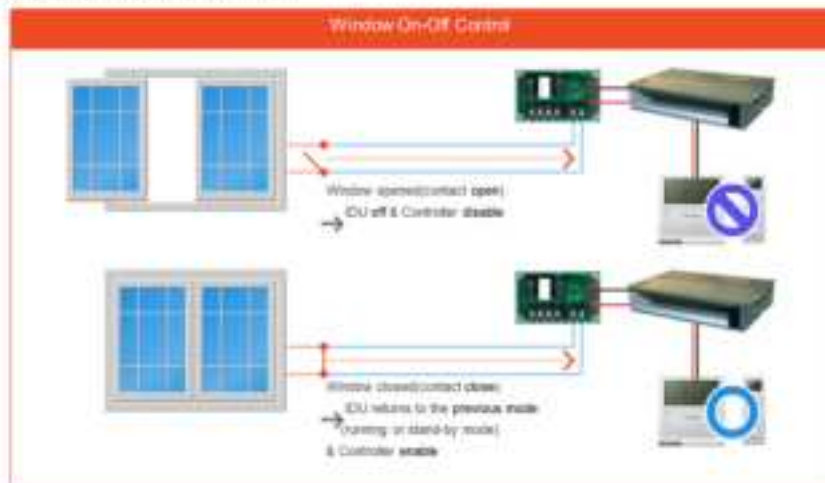 Window On-Off Control
Window opened(contact open)
→ IDU off & Controller disable
Window closed(contact close)
→ IDU returns to the previous mode
(running or stand-by mode)
& Controller enable